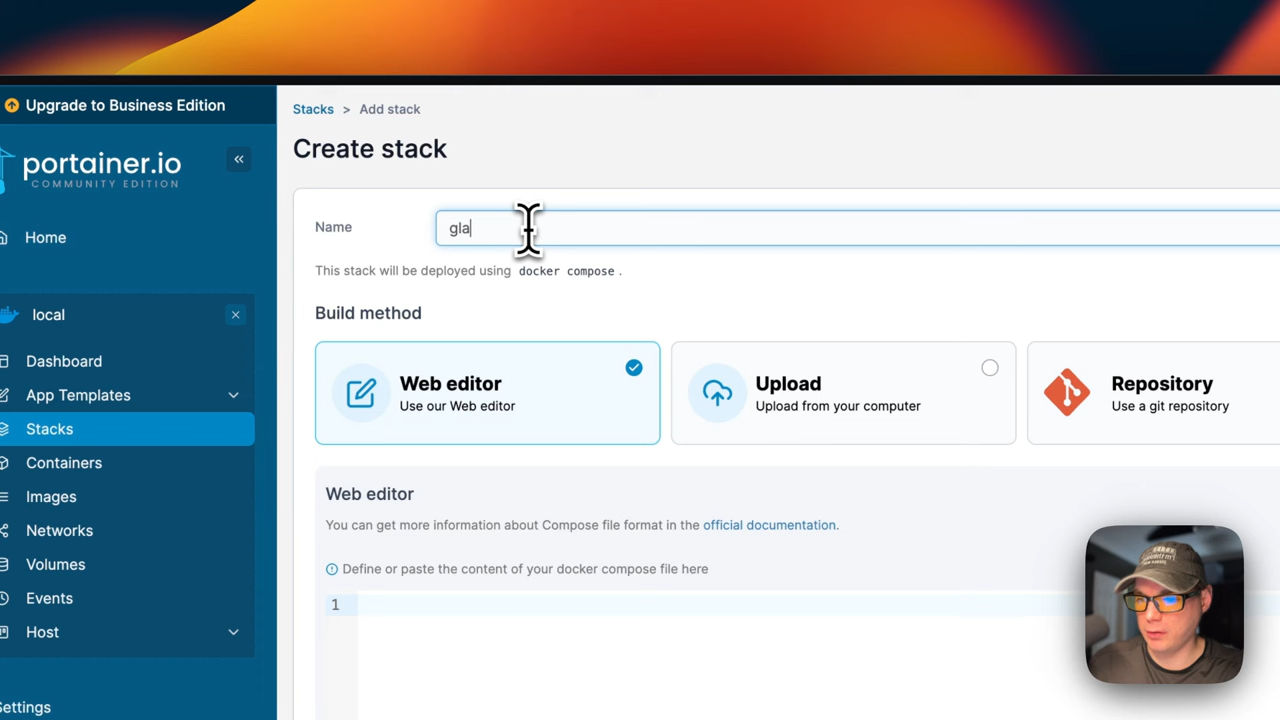 Upgrade to Business Edition
portainer.io
COMMUNITY EDITION
Home
local
Dashboard
App Templates
Stacks
Containers
Images
Networks
Volumes
Events
Host
Settings
Stacks > Add stack
Create stack
Name
gla
This stack will be deployed using docker compose .
Build method
Web editor
Use our Web editor
Upload
Upload from your computer
Repository
Use a git repository
Web editor
You can get more information about Compose file format in the official documentation.
Define or paste the content of your docker compose file here
1